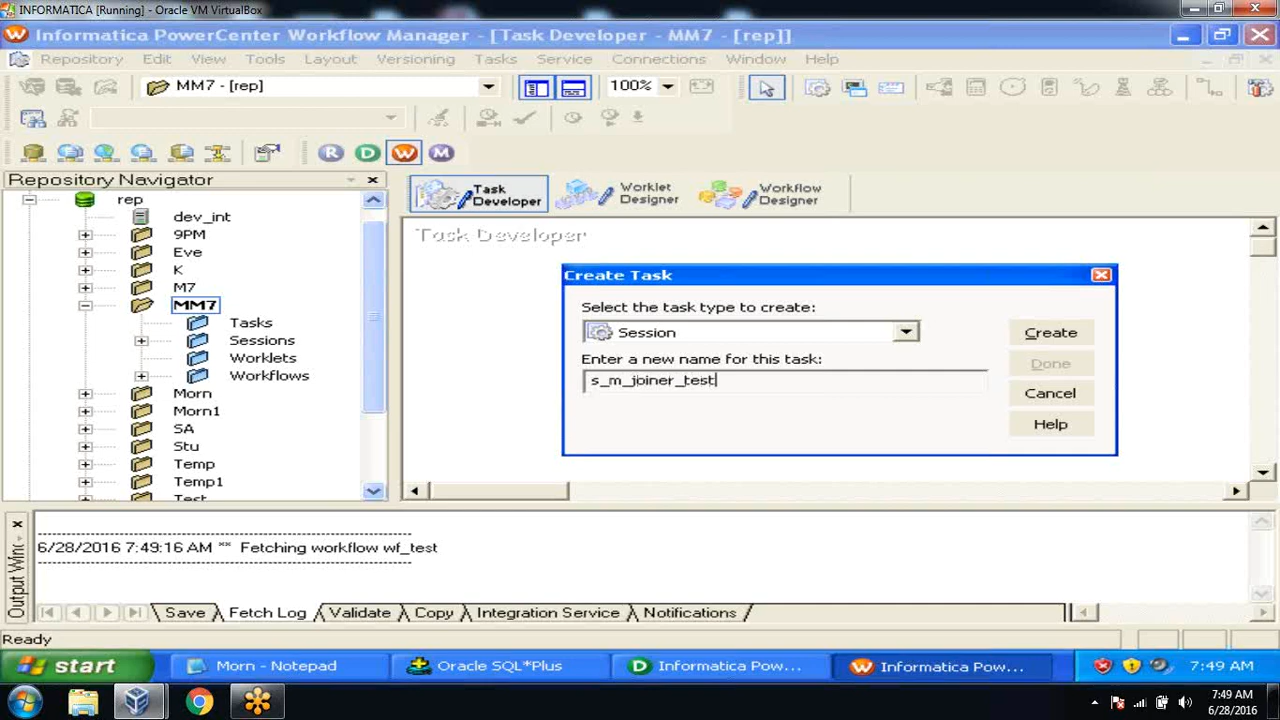 INFORMATICA [Running] - Oracle VM VirtualBox
Informatica PowerCenter Workflow Manager - [Task Developer - MM7 - [rep]]
Repository Edit View Tools Layout Versioning Tasks Service Connections Window Help
MM7 - [rep] 100%
R D W M
Repository Navigator
rep
dev_int
9PM
Eve
K
M7
MM7
Tasks
Sessions
Worklets
Workflows
Morn
Morn1
SA
Stu
Temp
Temp1
Test
Task Developer
Worklet Designer
Workflow Designer
Task Developer
Create Task
Select the task type to create:
Session
Enter a new name for this task:
s_m_joiner_test
Create
Done
Cancel
Help
Output Winc
6/28/2016 7:49:16 AM ** Fetching workflow wf_test
Save Fetch Log Validate Copy Integration Service Notifications
Ready
start Morn - Notepad Oracle SQL*Plus D Informatica Pow... W Informatica Pow... 7:49 AM
7:49 AM
6/28/2016